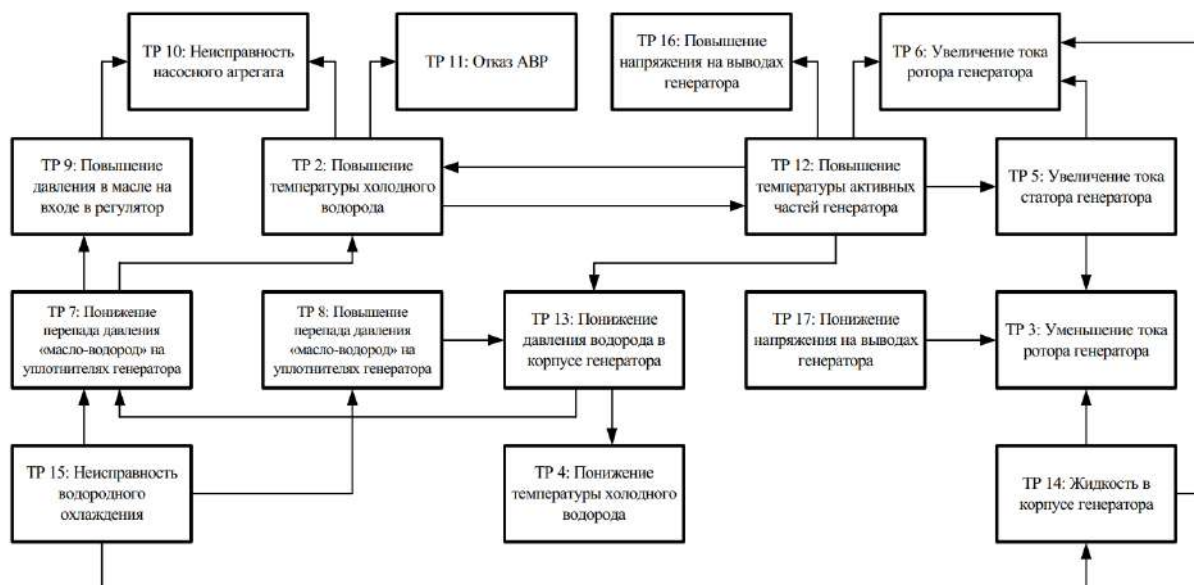 ТР 10: Неисправность
насосного агрегата
ТР 11: Отказ АВР
ТР 16: Повышение
напряжения на выводах
генератора
ТР 6: Увеличение тока
ротора генератора
ТР 9: Повышение
давления в масле на
входе в регулятор
ТР 2: Повышение
температуры холодного
водорода
ТР 12: Повышение
температуры активных
частей генератора
ТР 5: Увеличение тока
статора генератора
ТР 7: Понижение
перепада давления
«масло-водород» на
уплотнителях генератора
ТР 8: Повышение
перепада давления
«масло-водород» на
уплотнителях генератора
ТР 13: Понижение
давления водорода в
корпусе генератора
ТР 17: Понижение
напряжения на выводах
генератора
ТР 3: Уменьшение тока
ротора генератора
ТР 15: Неисправность
водородного
охлаждения
ТР 4: Понижение
температуры холодного
водорода
ТР 14: Жидкость в
корпусе генератора